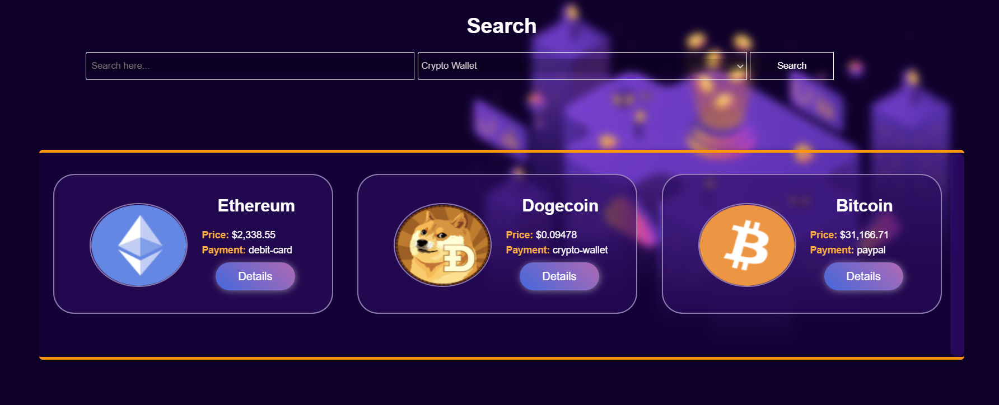 Search
Search here...
Crypto Wallet
Search
Ethereum
Price: $2,338.55
Payment: debit-card
Details
Dogecoin
Price: $0.09478
Payment: crypto-wallet
Details
Bitcoin
Price: $31,166.71
Payment: paypal
Details